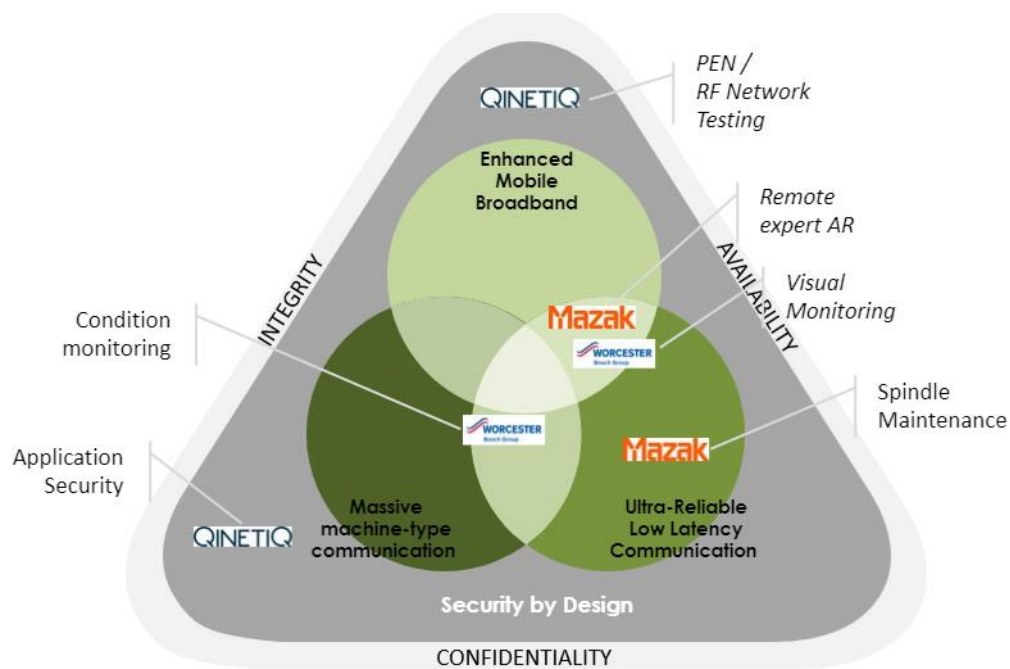 QINETIQ
PEN /
RF Network
Testing
Enhanced
Mobile
Broadband
Remote
expert AR
INTEGRITY
AVAILABILITY
Visual
Monitoring
Mazak
WORCESTER
Bosch Group
Condition
monitoring
WORCESTER
Bosch Group
Spindle
Maintenance
Mazak
Application
Security
QINETIQ
Massive
machine-type
communication
Ultra-Reliable
Low Latency
Communication
Security by Design
CONFIDENTIALITY